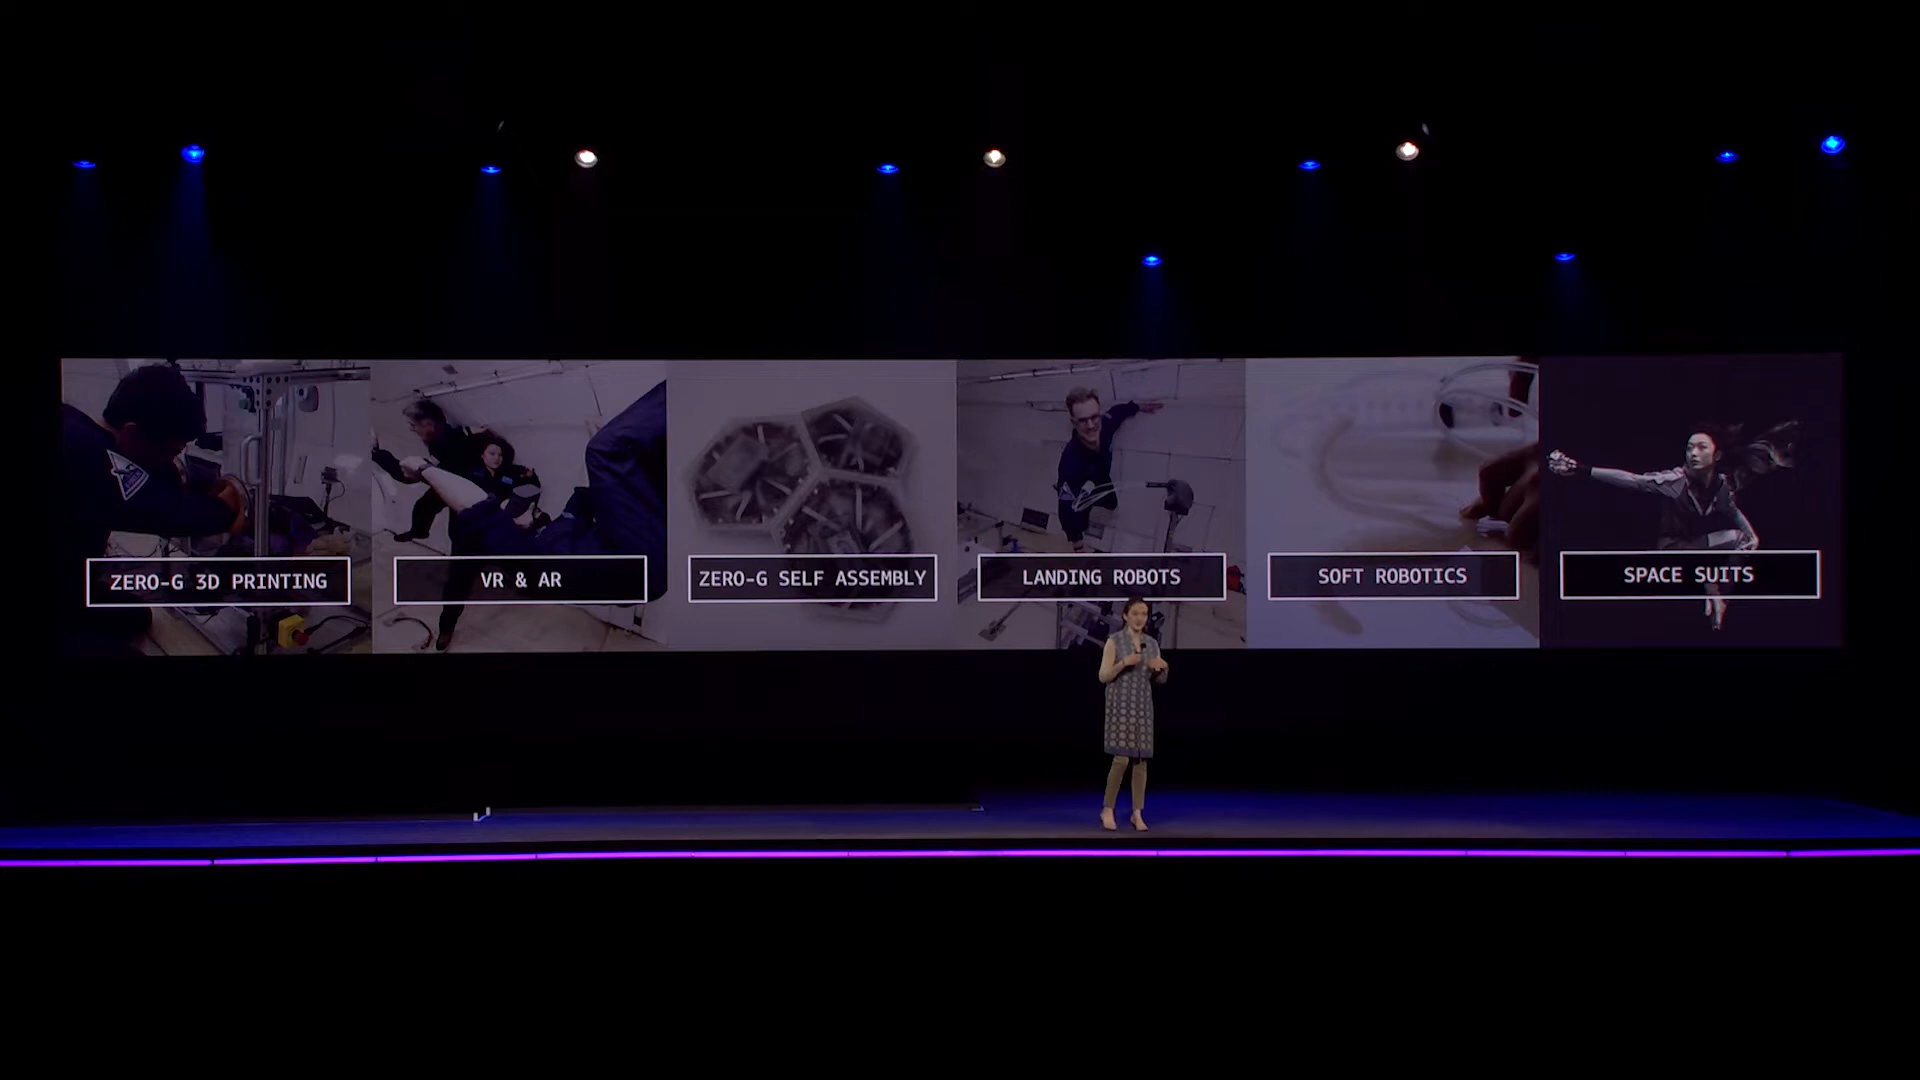 ZERO-G 3D PRINTING
VR & AR
ZERO-G SELF ASSEMBLY
LANDING ROBOTS
SOFT ROBOTICS
SPACE SUITS